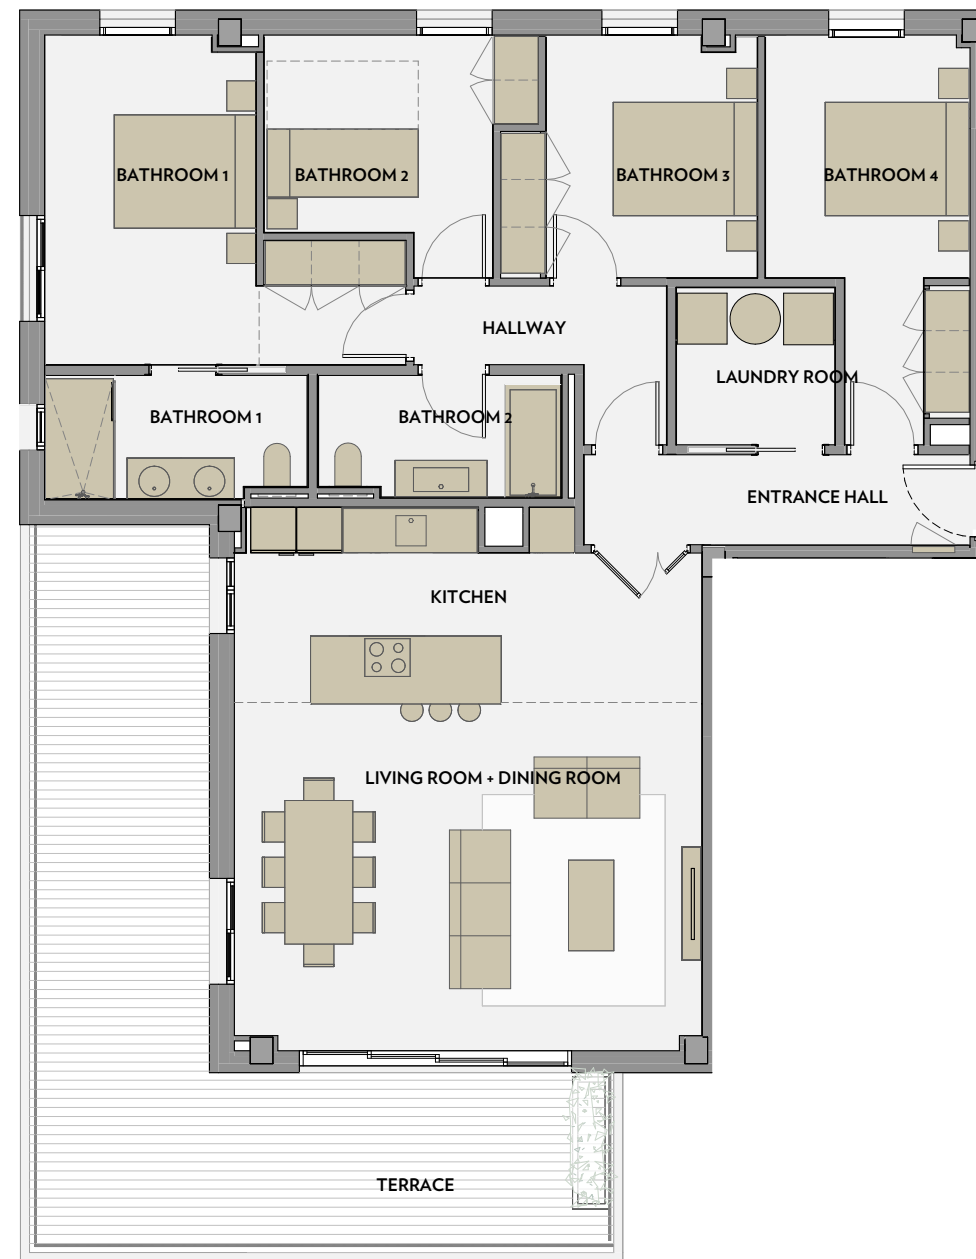 BATHROOM 1
BATHROOM 2
BATHROOM 3
BATHROOM 4
HALLWAY
LAUNDRY ROOM
BATHROOM 1
BATHROOM 2
ENTRANCE HALL
KITCHEN
LIVING ROOM + DINING ROOM
TERRACE